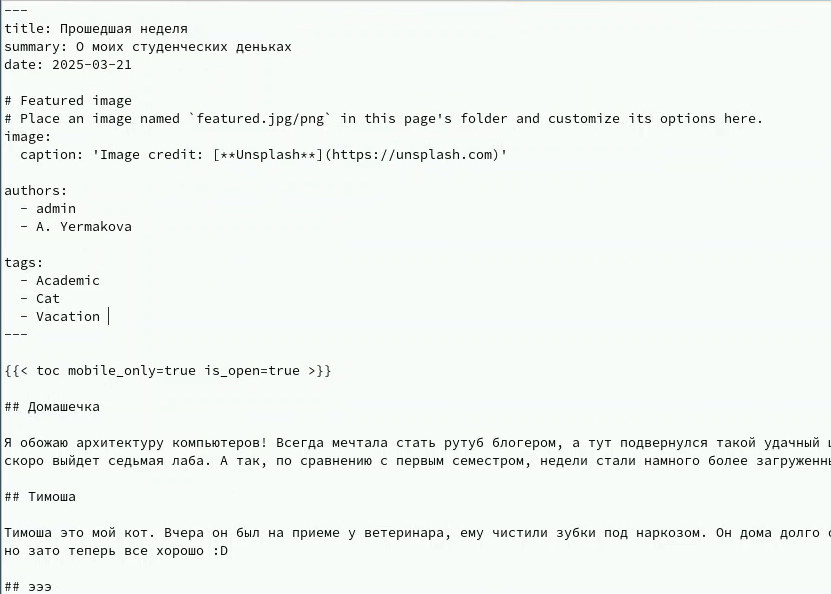 ---
title: Прошедшая неделя
summary: О моих студенческих деньках
date: 2025-03-21
# Featured image
# Place an image named `featured.jpg/png` in this page's folder and customize its options here.
image:
  caption: 'Image credit: [**Unsplash**](https://unsplash.com)'
authors:
  - admin
  - A. Yermakova
tags:
  - Academic
  - Cat
  - Vacation
---
{{< toc mobile_only=true is_open=true >}}
## Домашечка
Я обожаю архитектуру компьютеров! Всегда мечтала стать рутуб блогером, а тут подвернулся такой удачный
скоро выйдет седьмая лаба. А так, по сравнению с первым семестром, недели стали намного более
## Тимоша
Тимоша это мой кот. Вчера он был на приеме у ветеринара, ему чистили зубки под наркозом. Он дома долго
но зато теперь все хорошо :D
## эээ